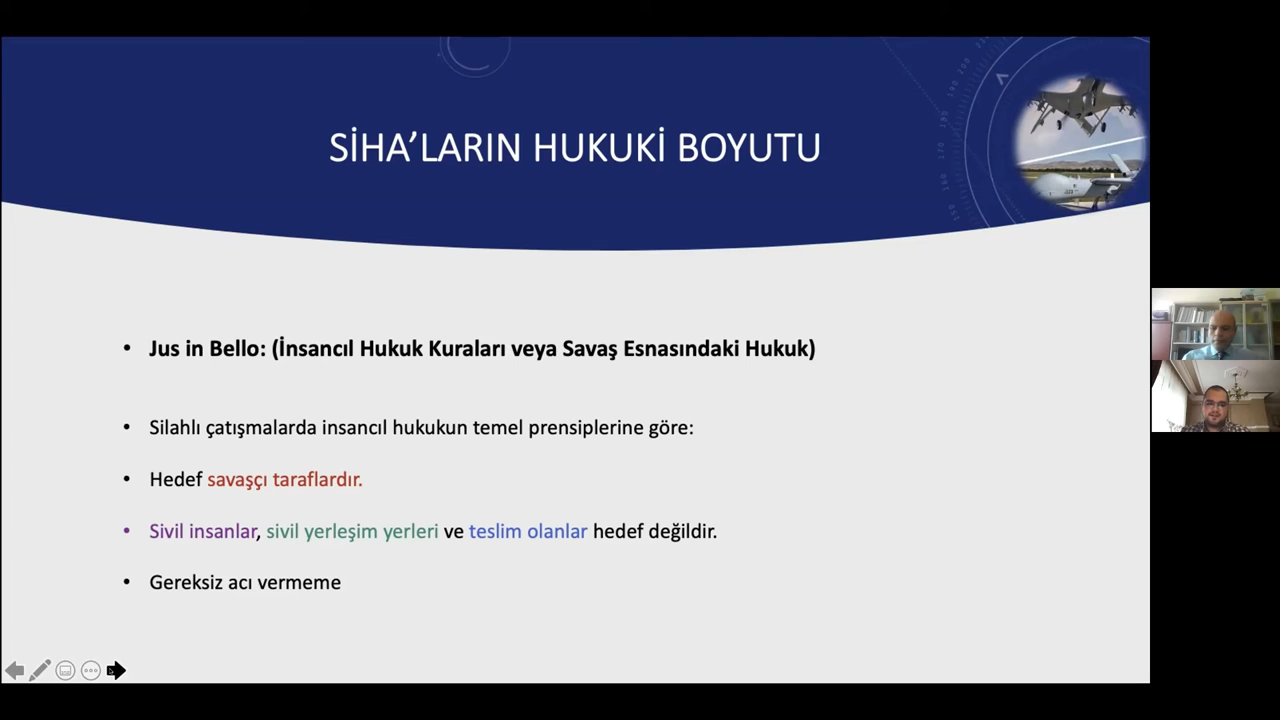 SİHA’LARIN HUKUKİ BOYUTU
• Jus in Bello: (İnsancıl Hukuk Kuralları veya Savaş Esnasındaki Hukuk)
• Silahlı çatışmalarda insancıl hukukun temel prensiplerine göre:
• Hedef savaşçı taraflardır.
• Sivil insanlar, sivil yerleşim yerleri ve teslim olanlar hedef değildir.
• Gereksiz acı vermeme